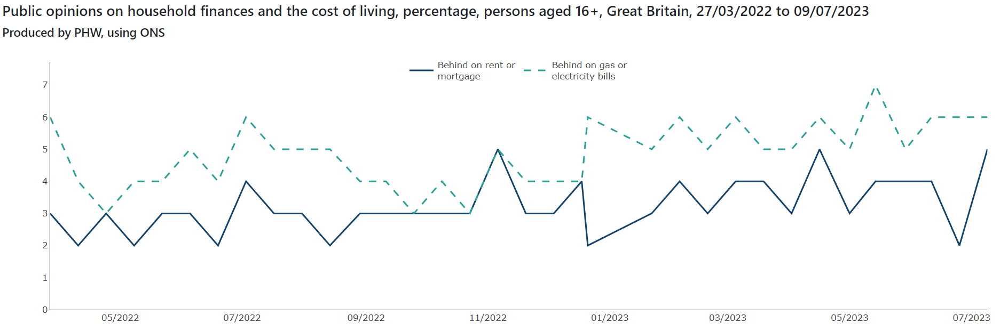 Public opinions on household finances and the cost of living, percentage, persons aged 16+, Great Britain, 27/03/2022 to 09/07/2023
Produced by PHW, using ONS
Behind on rent or
mortgage
Behind on gas or
electricity bills
7
6
5
4
3
2
1
0
05/2022
07/2022
09/2022
11/2022
01/2023
03/2023
05/2023
07/2023